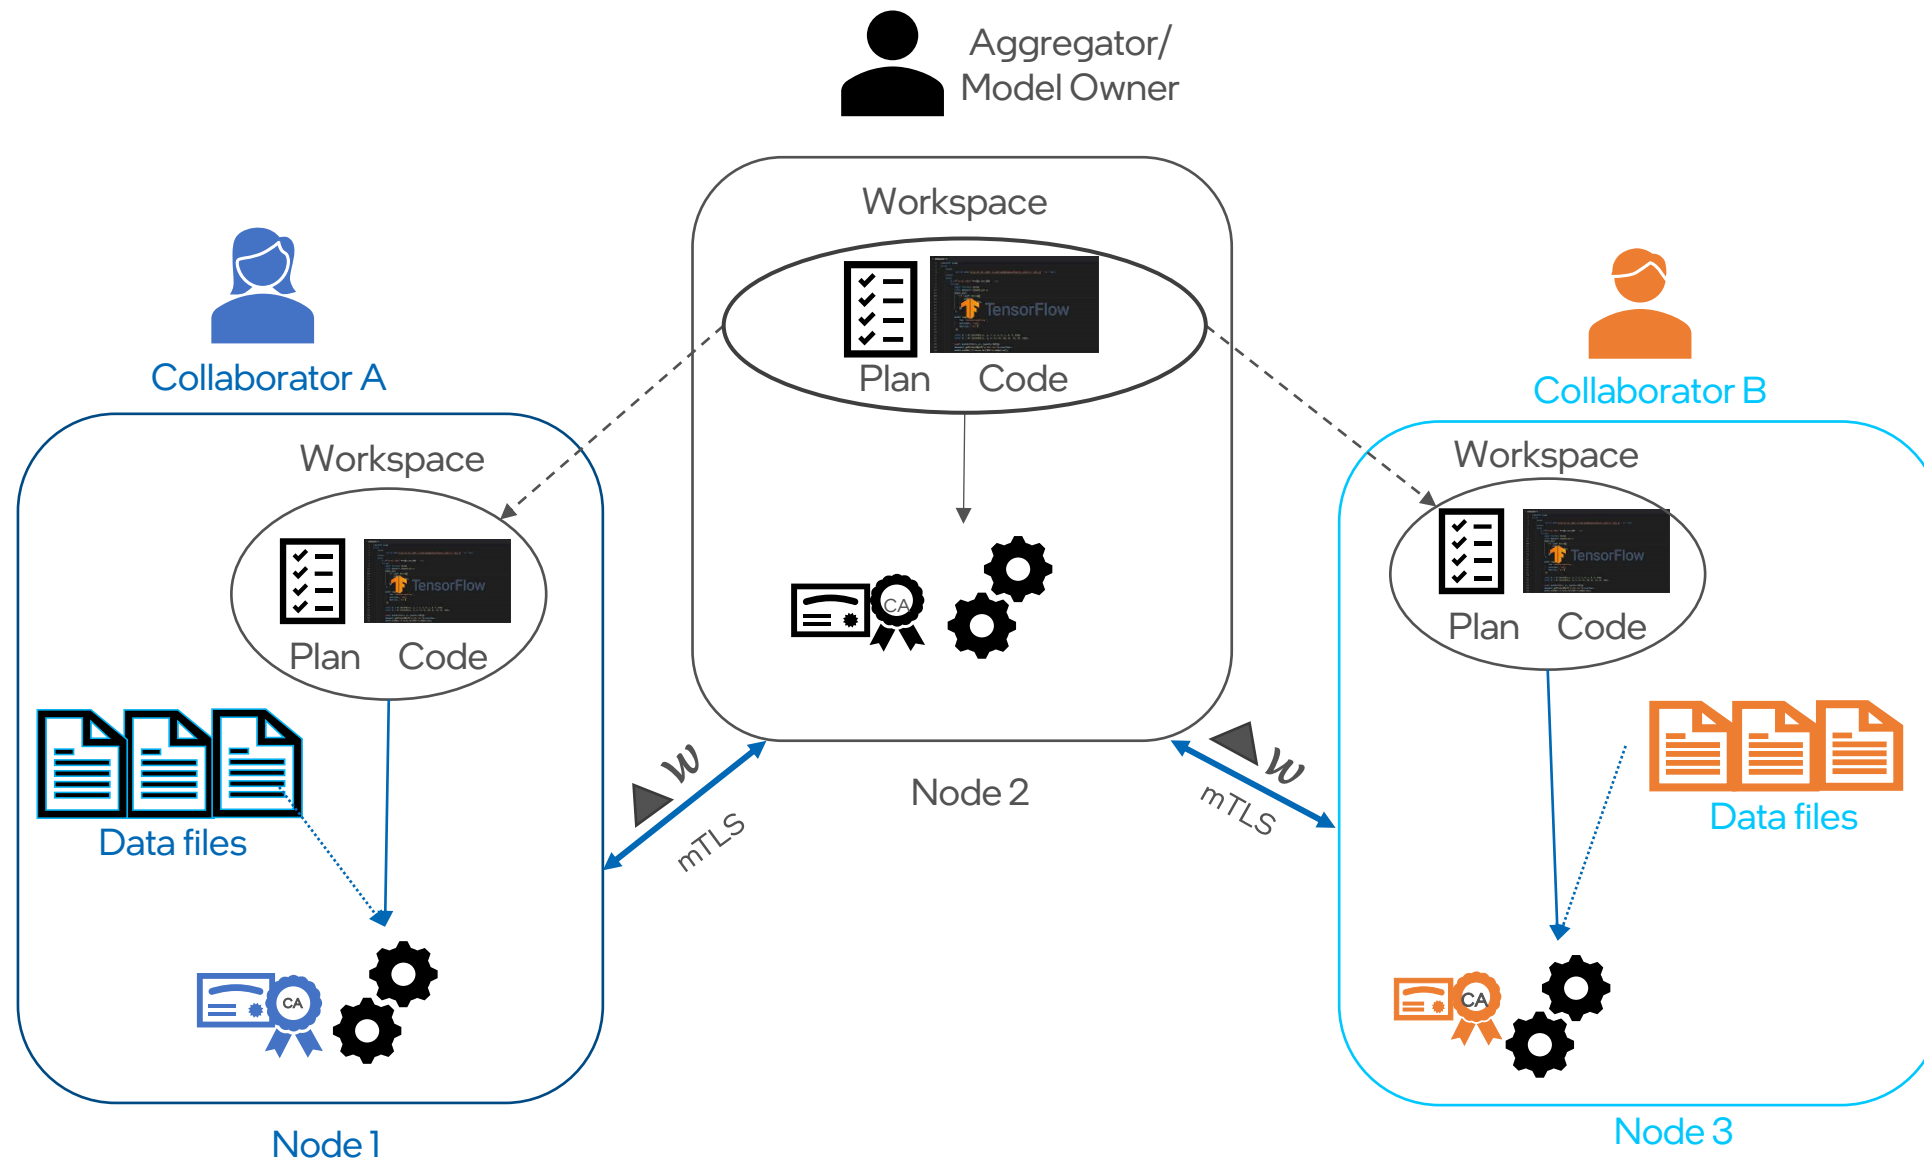 Aggregator/
Model Owner
Workspace
TensorFlow
Plan Code
Collaborator A
Collaborator B
Workspace
TensorFlow
Plan Code
Workspace
TensorFlow
Plan Code
CA
Data files
Data files
W
mTLS
W
mTLS
Node 2
CA
CA
Node 1
Node 3